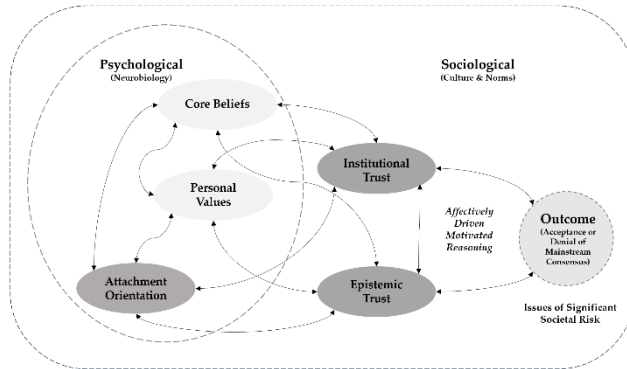 Psychological
(Neurobiology)
Sociological
(Culture & Norms)
Core Beliefs
Institutional
Trust
Personal
Values
Affectively
Driven
Motivated
Reasoning
Outcome
(Acceptance or
Denial of
Mainstream
Consensus)
Attachment
Orientation
Epistemic
Trust
Issues of Significant
Societal Risk